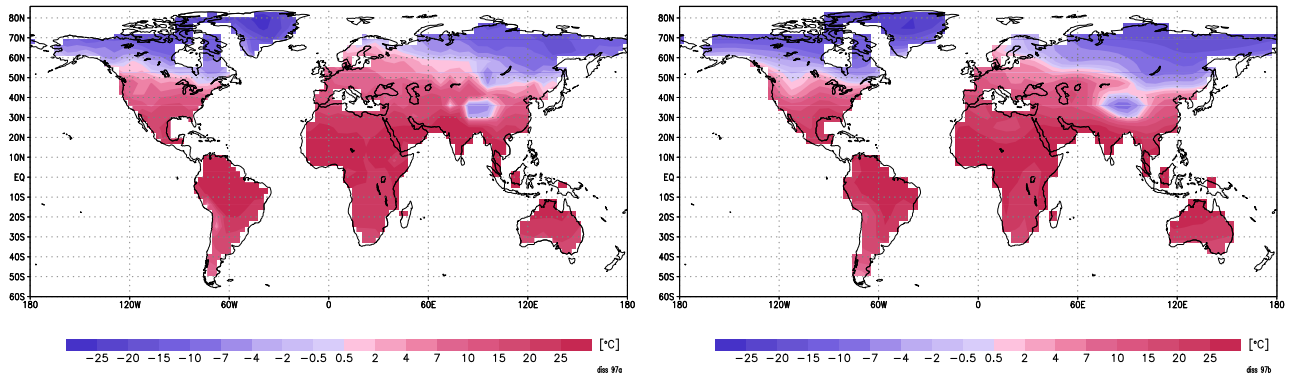 80N
70N
60N
50N
40N
30N
20N
10N
EQ
10S
20S
30S
40S
50S
60S
180 120W 60W 0 60E 120E 180
−25 −20 −15 −10 −7 −4 −2 −0.5 0.5 2 4 7 10 15 20 25 [°C]
diss 97a
80N
70N
60N
50N
40N
30N
20N
10N
EQ
10S
20S
30S
40S
50S
60S
180 120W 60W 0 60E 120E 180
−25 −20 −15 −10 −7 −4 −2 −0.5 0.5 2 4 7 10 15 20 25 [°C]
diss 97b